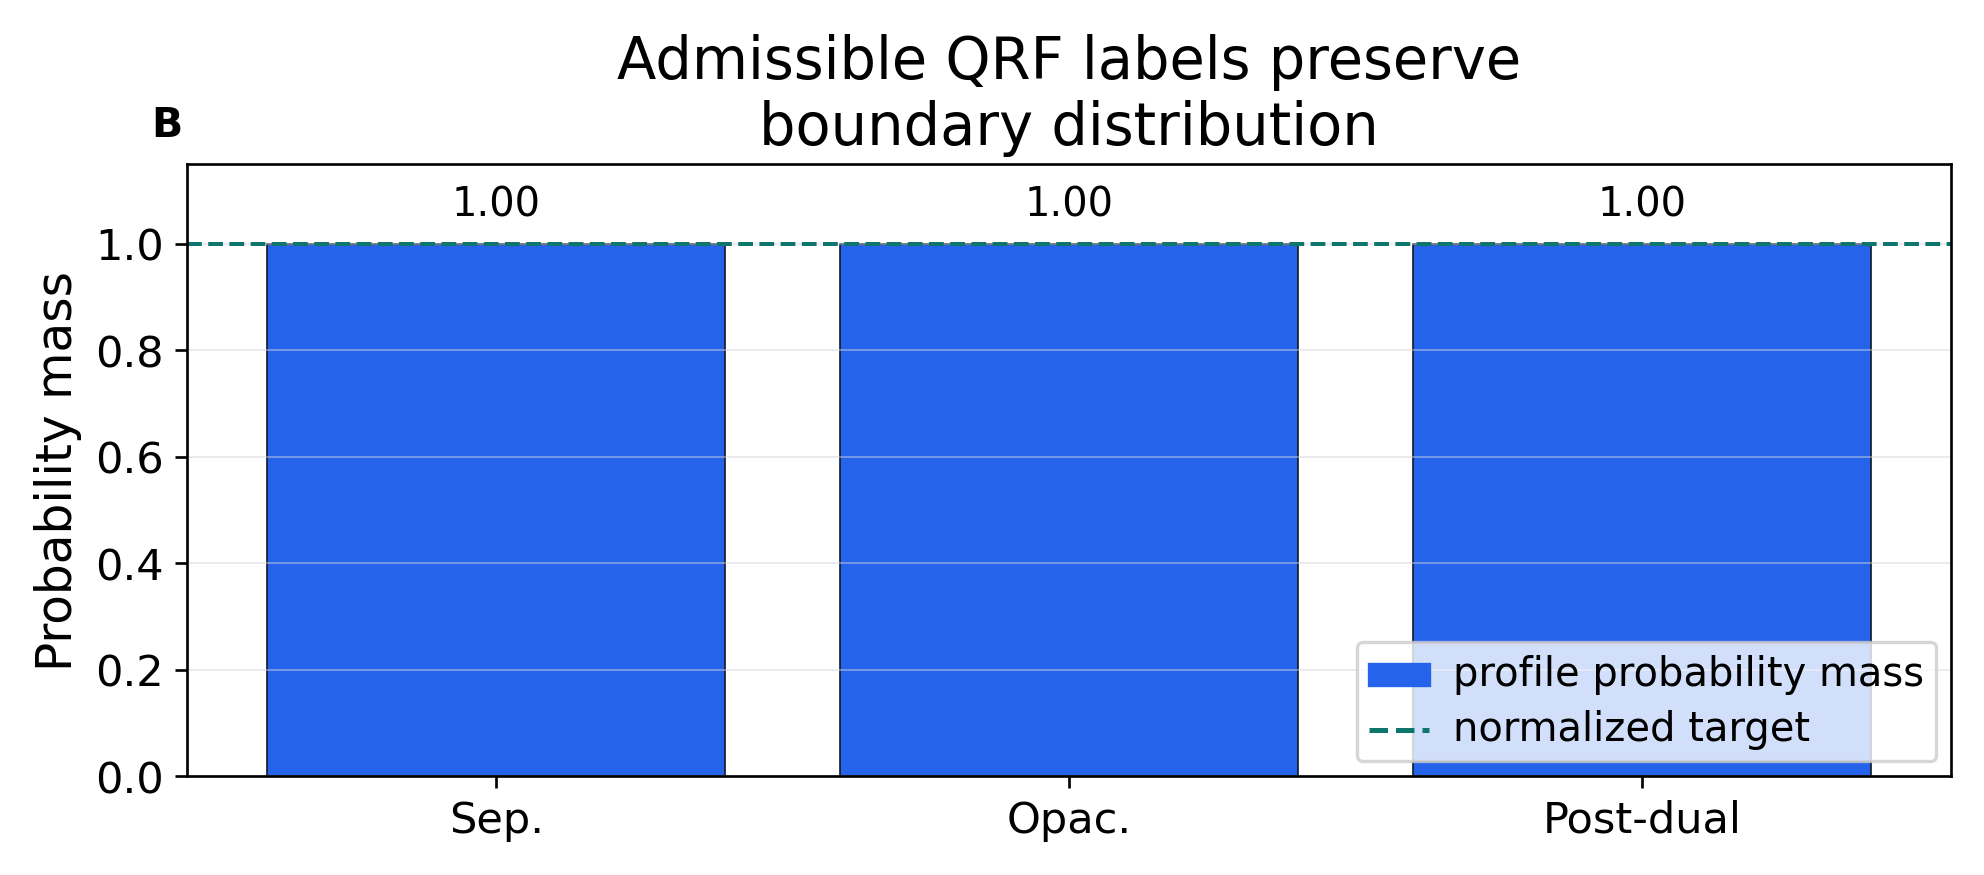 Admissible QRF labels preserve
boundary distribution
B
1.00
1.00
1.00
1.0
0.8
0.6
0.4
0.2
0.0
Probability mass
profile probability mass
normalized target
Sep.
Opac.
Post-dual